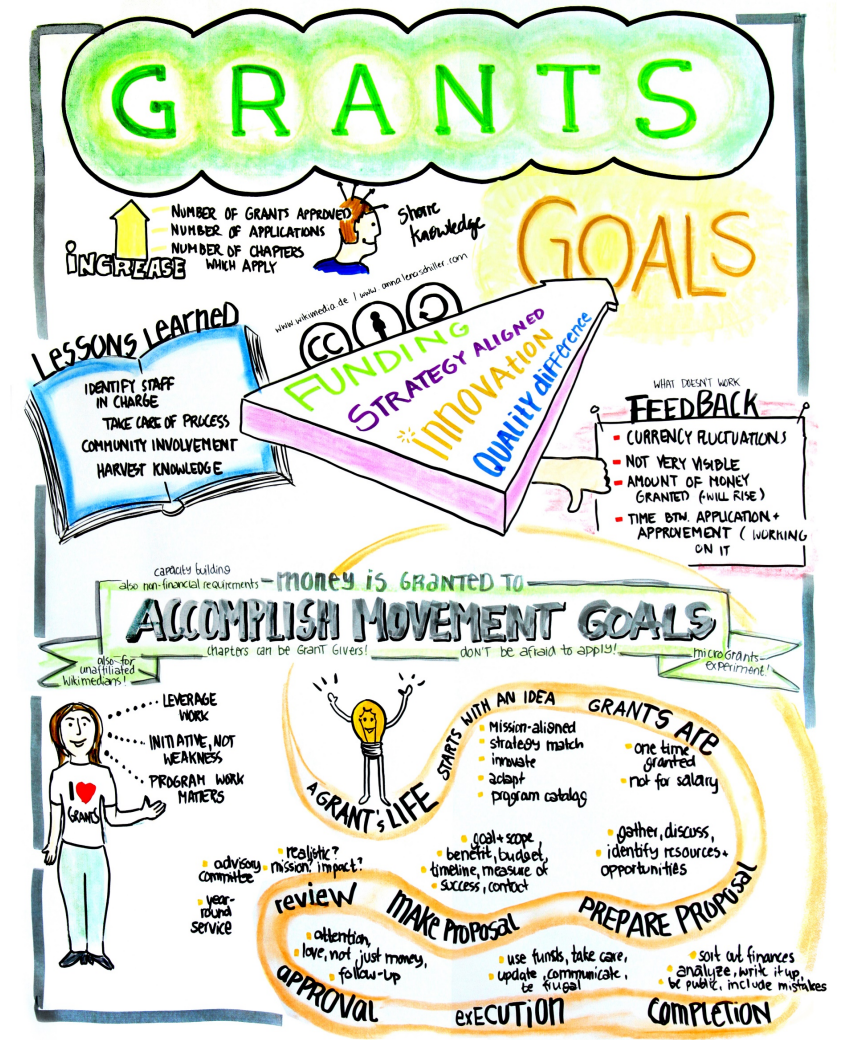 GRANTS
INCREASE
NUMBER OF GRANTS APPROVED
NUMBER OF APPLICATIONS
NUMBER OF CHAPTERS
WHICH APPLY
Share
Knowledge
GOALS
www.wikimedia.de / www.annalenaschiller.com
cc
LESSONS LEARNED
IDENTIFY STAFF
IN CHARGE
TAKE CARE OF PROCESS
COMMUNITY INVOLVEMENT
HARVEST KNOWLEDGE
FUNDING
STRATEGY ALIGNED
INNOVATION
QUALITY difference
WHAT DOESN'T WORK
FEEDBACK
CURRENCY FLUCTUATIONS
NOT VERY VISIBLE
AMOUNT OF MONEY
GRANTED (→WILL RISE)
TIME BTW. APPLICATION +
APPROVEMENT ( WORKING
ON IT
capacity building
also non-financial requirements – MONEY IS GRANTED TO
ACCOMPLISH MOVEMENT GOALS
chapters can be Grant Givers! don't be afraid to apply!
also for
unaffiliated
Wikimedians!
micro Grants
experiment!
LEVERAGE
WORK
INITIATIVE, NOT
WEAKNESS
PROGRAM WORK
MATTERS
I ♥
GRANTS
A GRANT'S LIFE
STARTS WITH AN IDEA
Mission-aligned
strategy match
innovate
adapt
program catalog
GRANTS ARE
one time
granted
not for salary
gather, discuss,
identify resources +
opportunities
PREPARE PROPOSAL
goal + scope,
benefit, budget,
timeline, measure of
success, contact
MAKE PROPOSAL
realistic?
mission? impact?
advisory
committee
year-
round
service
review
attention,
love, not just money,
follow-up
APPROVAL
use funds, take care,
update, communicate,
be frugal
EXECUTION
sort out finances
analyze, write it up,
be public, include mistakes
COMPLETION